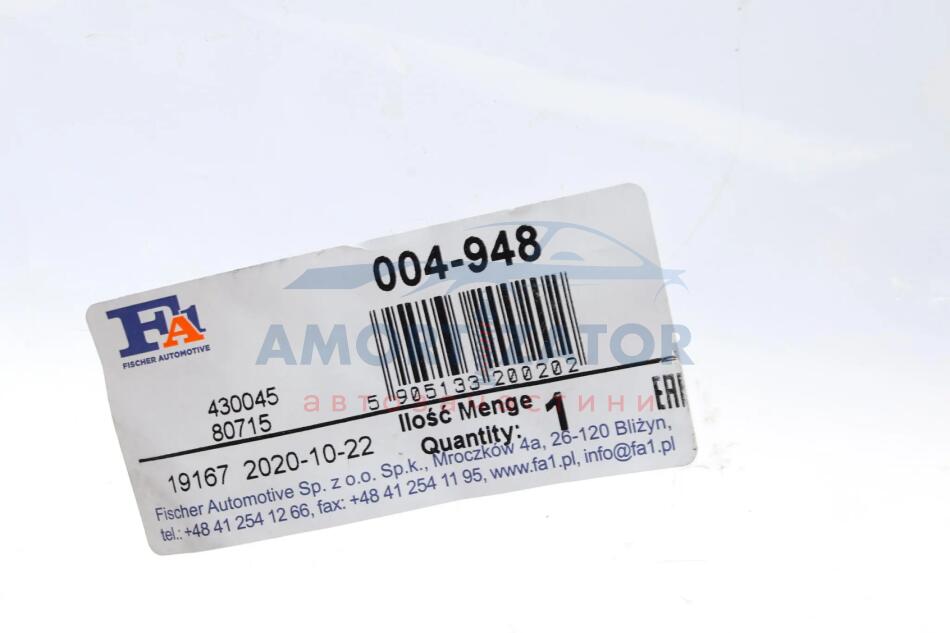 004-948
FA1
FISCHER AUTOMOTIVE
AMORTIZATOR
5 905133 200202
автозапчастини
430045
80715
Ilość Menge
Quantity: 1
EAC
19167 2020-10-22
Fischer Automotive Sp. z o.o. Sp.k., Mroczków 4a, 26-120 Bliżyn,
tel.: +48 41 254 12 66, fax: +48 41 254 11 95, www.fa1.pl, info@fa1.pl